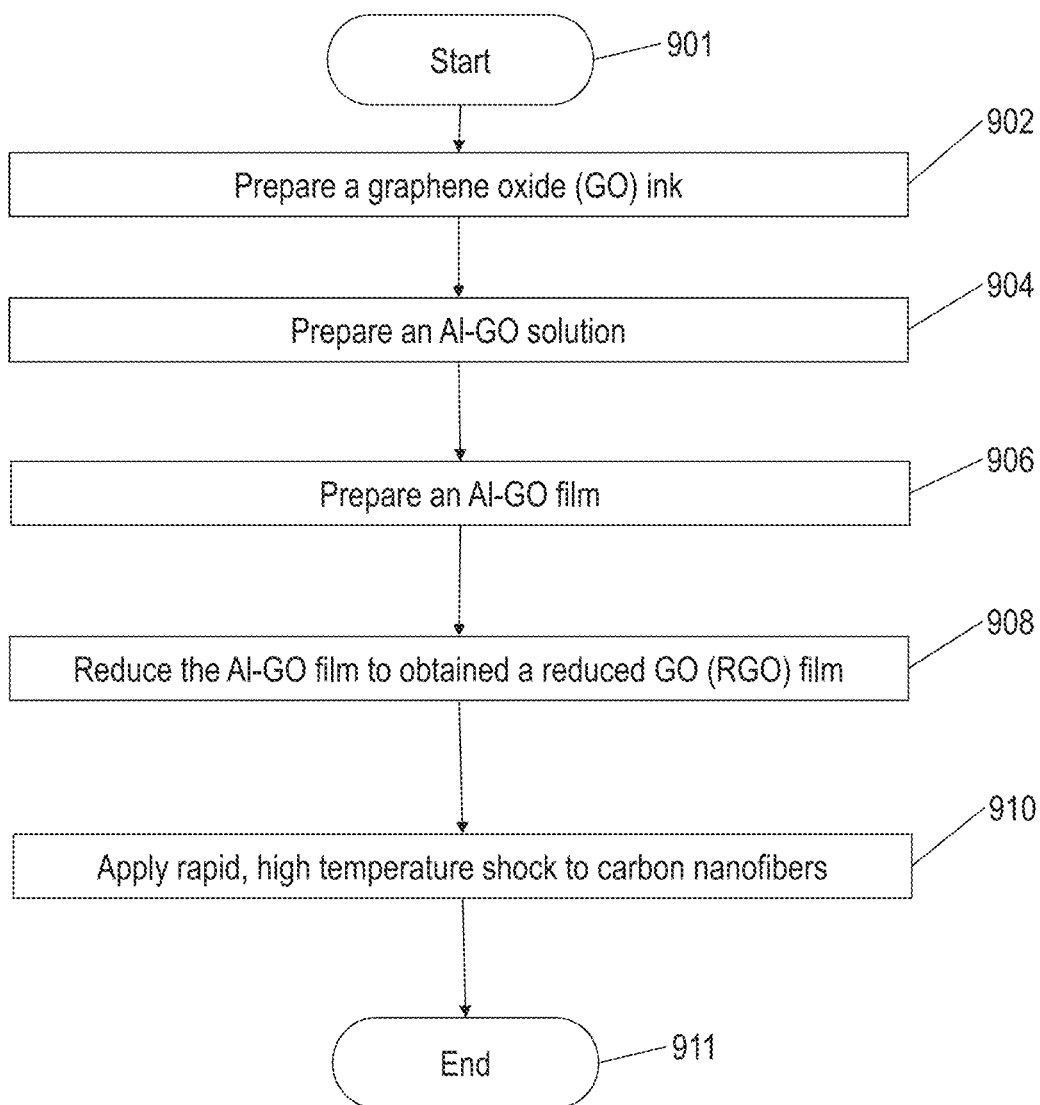 Start
901
902
Prepare a graphene oxide (GO) ink
904
Prepare an Al-GO solution
906
Prepare an Al-GO film
908
Reduce the Al-GO film to obtained a reduced GO (RGO) film
910
Apply rapid, high temperature shock to carbon nanofibers
End
911